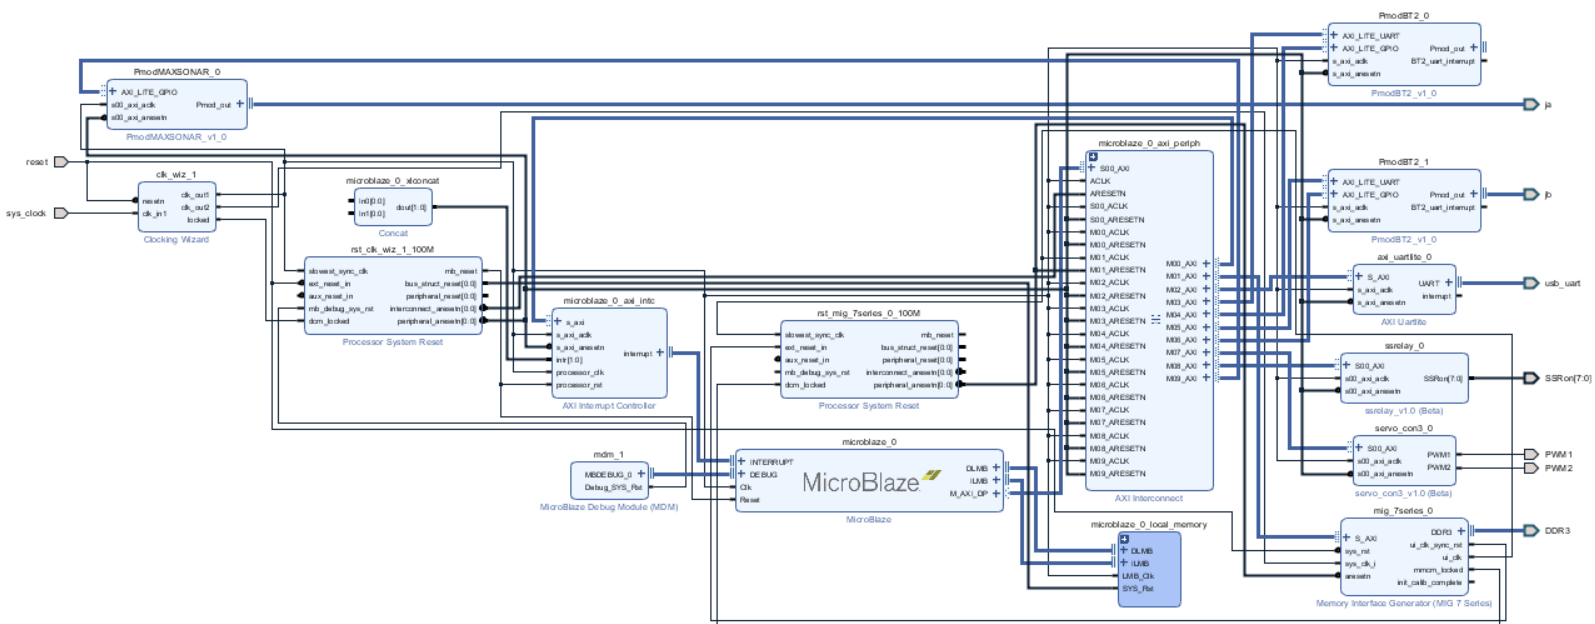 PmodMAXSONAR_0
AXI_LITE_GPIO
s00_axi_aclk
s00_axi_aresetn
Pmod_out
PmodMAXSONAR_v1_0
reset
sys_clock
clk_wiz_1
resetn
clk_in1
clk_out1
clk_out2
locked
Clocking Wizard
microblaze_0_xlconcat
In0[0:0]
In1[0:0]
dout[1:0]
Concat
rst_clk_wiz_1_100M
slowest_sync_clk
ext_reset_in
aux_reset_in
mb_debug_sys_rst
dcm_locked
mb_reset
bus_struct_reset[0:0]
peripheral_reset[0:0]
interconnect_aresetn[0:0]
peripheral_aresetn[0:0]
Processor System Reset
microblaze_0_axi_intc
s_axi
s_axi_aclk
s_axi_aresetn
intr[1:0]
processor_clk
processor_rst
interrupt
AXI Interrupt Controller
mdm_1
MBDEBUG_0
Debug_SYS_Rst
MicroBlaze Debug Module (MDM)
rst_mig_7series_0_100M
slowest_sync_clk
ext_reset_in
aux_reset_in
mb_debug_sys_rst
dcm_locked
mb_reset
bus_struct_reset[0:0]
peripheral_reset[0:0]
interconnect_aresetn[0:0]
peripheral_aresetn[0:0]
Processor System Reset
microblaze_0
INTERRUPT
DEBUG
Clk
Reset
MicroBlaze
DLMB
ILMB
M_AXI_DP
MicroBlaze
microblaze_0_axi_periph
S00_AXI
ACLK
ARESETN
S00_ACLK
S00_ARESETN
M00_ACLK
M00_ARESETN
M01_ACLK
M01_ARESETN
M02_ACLK
M02_ARESETN
M03_ACLK
M03_ARESETN
M04_ACLK
M04_ARESETN
M05_ACLK
M05_ARESETN
M06_ACLK
M06_ARESETN
M07_ACLK
M07_ARESETN
M08_ACLK
M08_ARESETN
M09_ACLK
M09_ARESETN
M00_AXI
M01_AXI
M02_AXI
M03_AXI
M04_AXI
M05_AXI
M06_AXI
M07_AXI
M08_AXI
M09_AXI
AXI Interconnect
microblaze_0_local_memory
DLMB
ILMB
LMB_Clk
SYS_Rst
PmodBT2_0
AXI_LITE_UART
AXI_LITE_GPIO
s_axi_aclk
s_axi_aresetn
Pmod_out
BT2_uart_interrupt
PmodBT2_v1_0
ja
PmodBT2_1
AXI_LITE_UART
AXI_LITE_GPIO
s_axi_aclk
s_axi_aresetn
Pmod_out
BT2_uart_interrupt
PmodBT2_v1_0
jb
axi_uartlite_0
S_AXI
s_axi_aclk
s_axi_aresetn
UART
interrupt
AXI Uartlite
usb_uart
ssrelay_0
S00_AXI
s00_axi_aclk
s00_axi_aresetn
SSRon[7:0]
ssrelay_v1.0 (Beta)
SSRon[7:0]
servo_con3_0
S00_AXI
s00_axi_aclk
s00_axi_aresetn
PWM1
PWM2
servo_con3_v1.0 (Beta)
PWM1
PWM2
mig_7series_0
S_AXI
sys_rst
sys_clk_i
aresetn
DDR3
ui_clk_sync_rst
ui_clk
mmcm_locked
init_calib_complete
Memory Interface Generator (MIG 7 Series)
DDR3